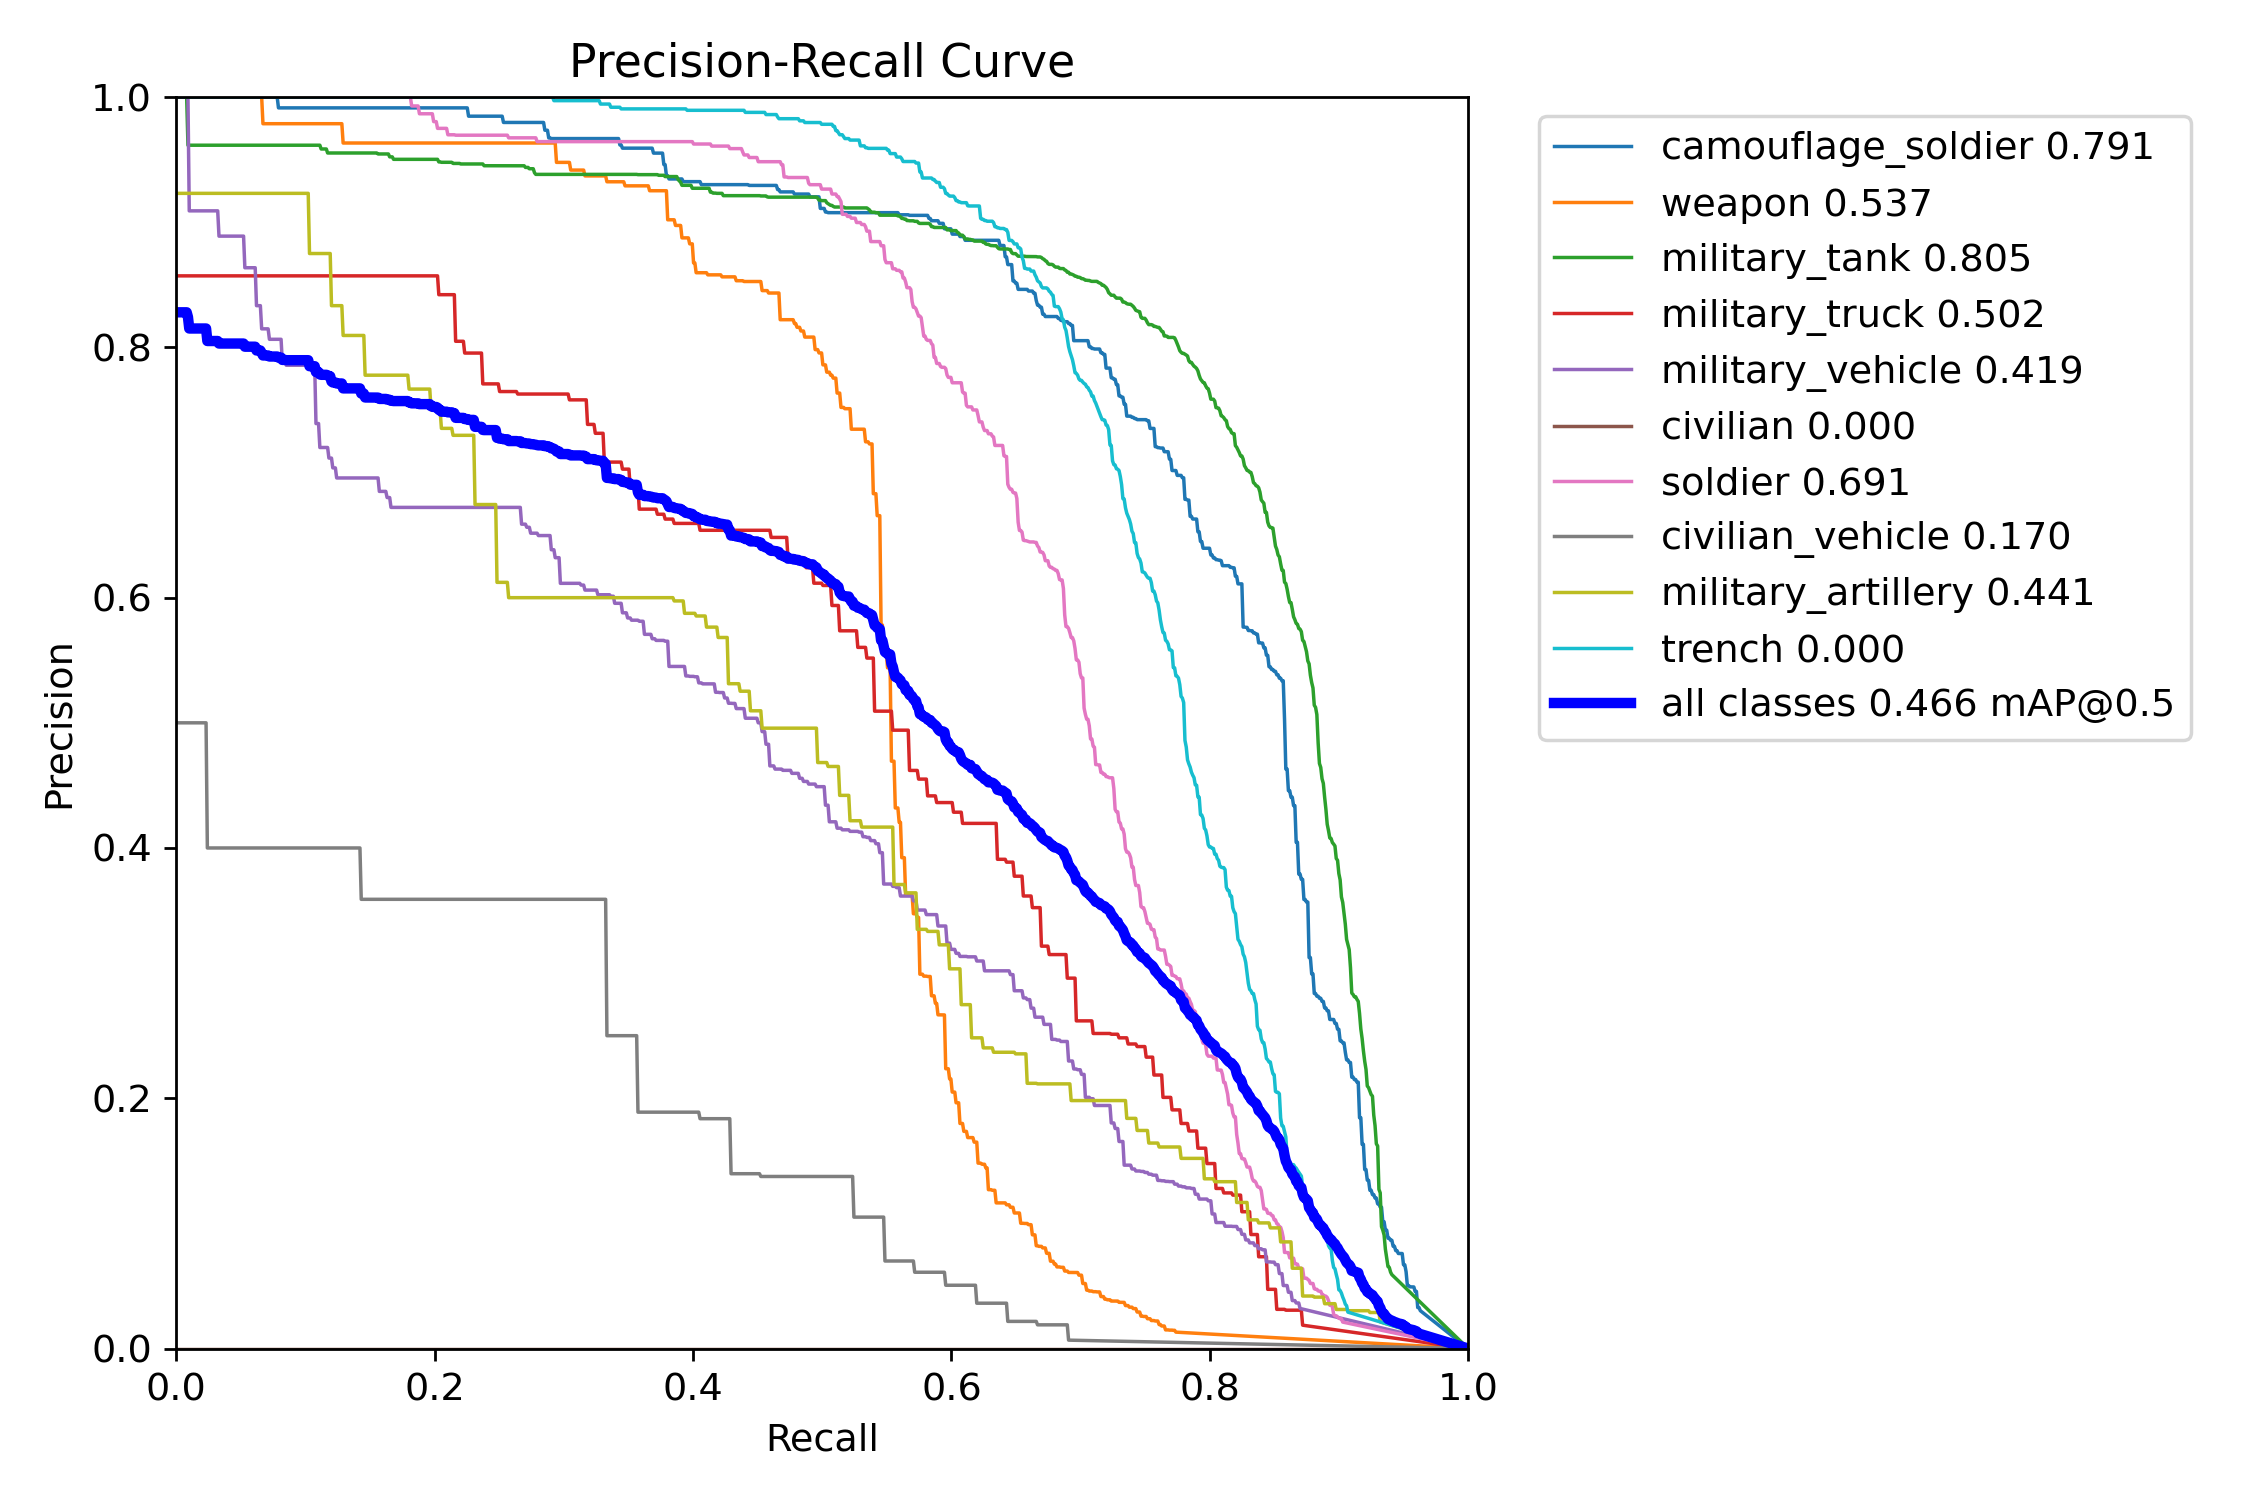 Precision-Recall Curve
1.0
0.8
0.6
0.4
0.2
0.0
Precision
0.0 0.2 0.4 0.6 0.8 1.0
Recall
camouflage_soldier 0.791
weapon 0.537
military_tank 0.805
military_truck 0.502
military_vehicle 0.419
civilian 0.000
soldier 0.691
civilian_vehicle 0.170
military_artillery 0.441
trench 0.000
all classes 0.466 mAP@0.5